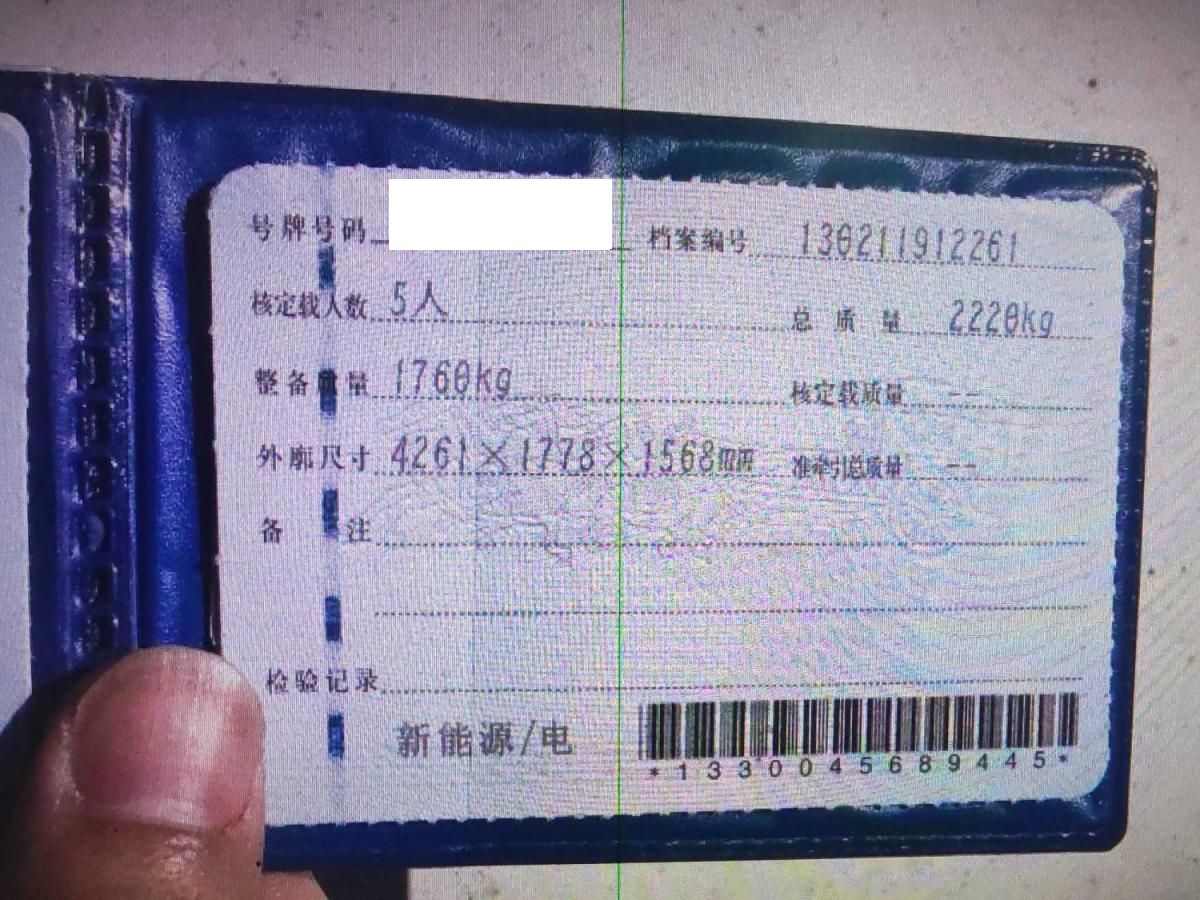 号牌号码 档案编号 130211912261
核定载人数 5人 总质量 2220kg
整备质量 1760kg 核定载质量 --
外廓尺寸 4261×1778×1568mm 准牵引总质量 --
备注
检验记录
新能源/电
*1330045689445*